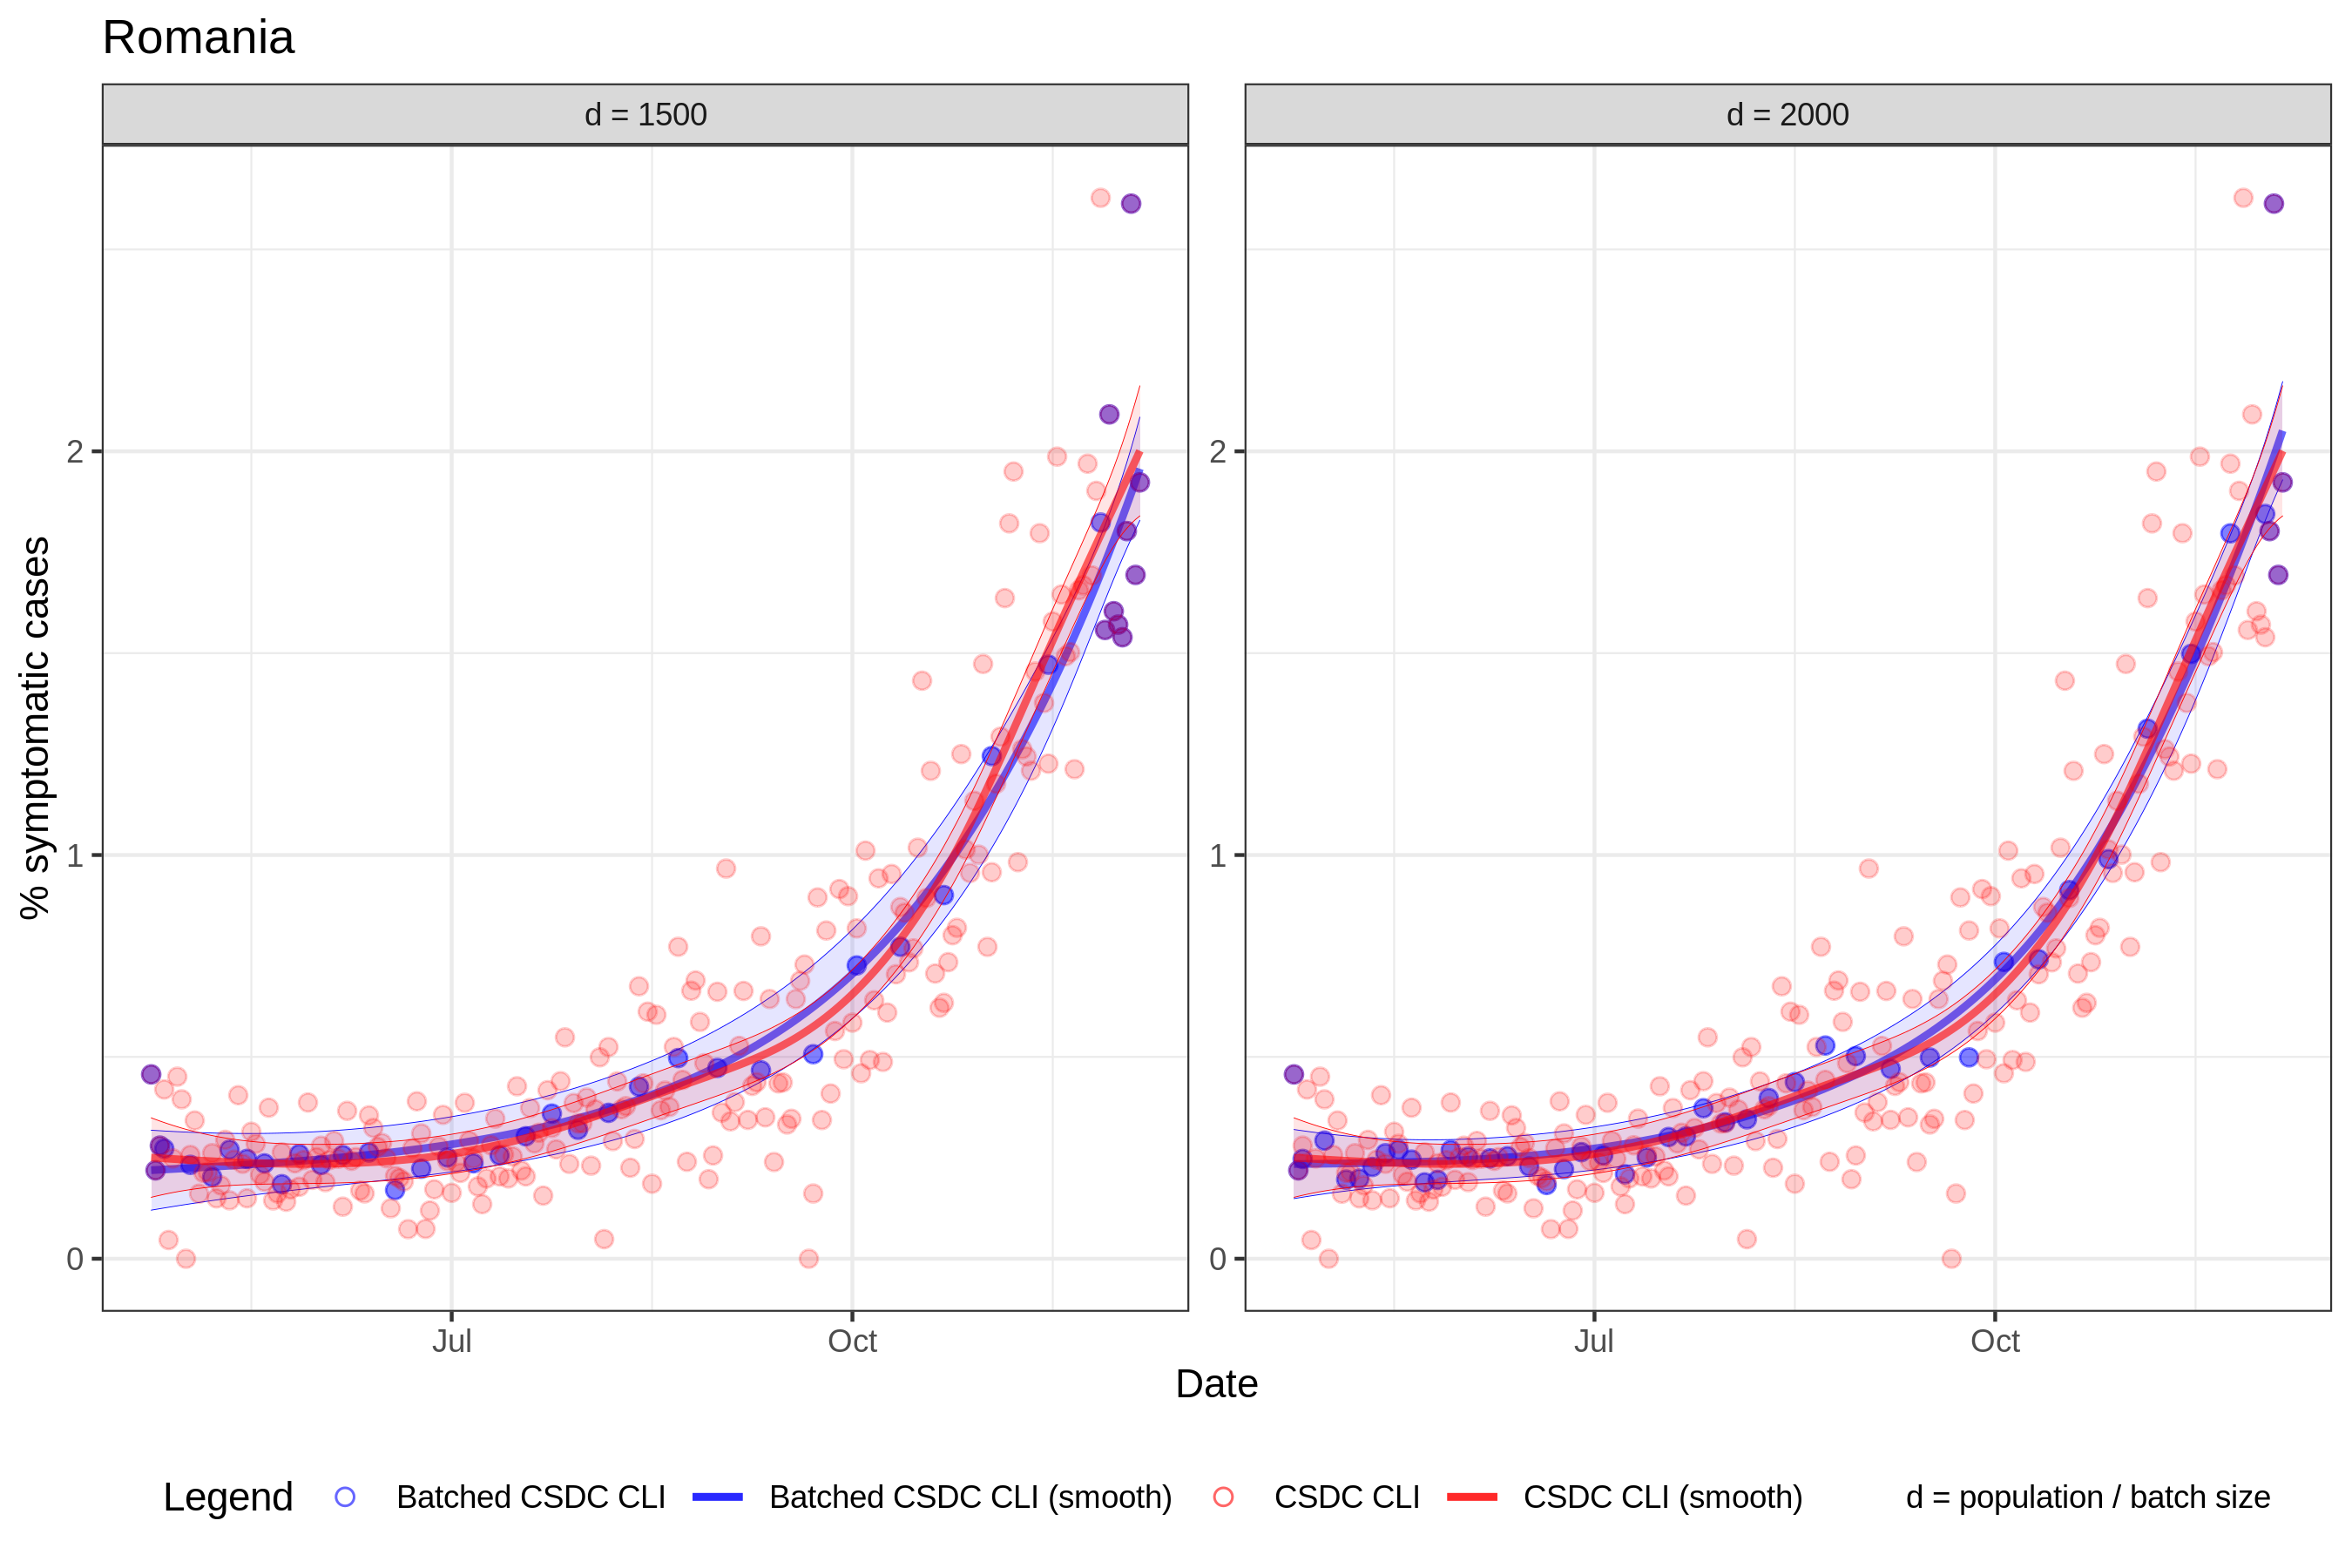 Romania
d = 1500
d = 2000
% symptomatic cases
2
1
0
2
1
0
Jul
Oct
Jul
Oct
Date
Legend
Batched CSDC CLI
Batched CSDC CLI (smooth)
CSDC CLI
CSDC CLI (smooth)
d = population / batch size